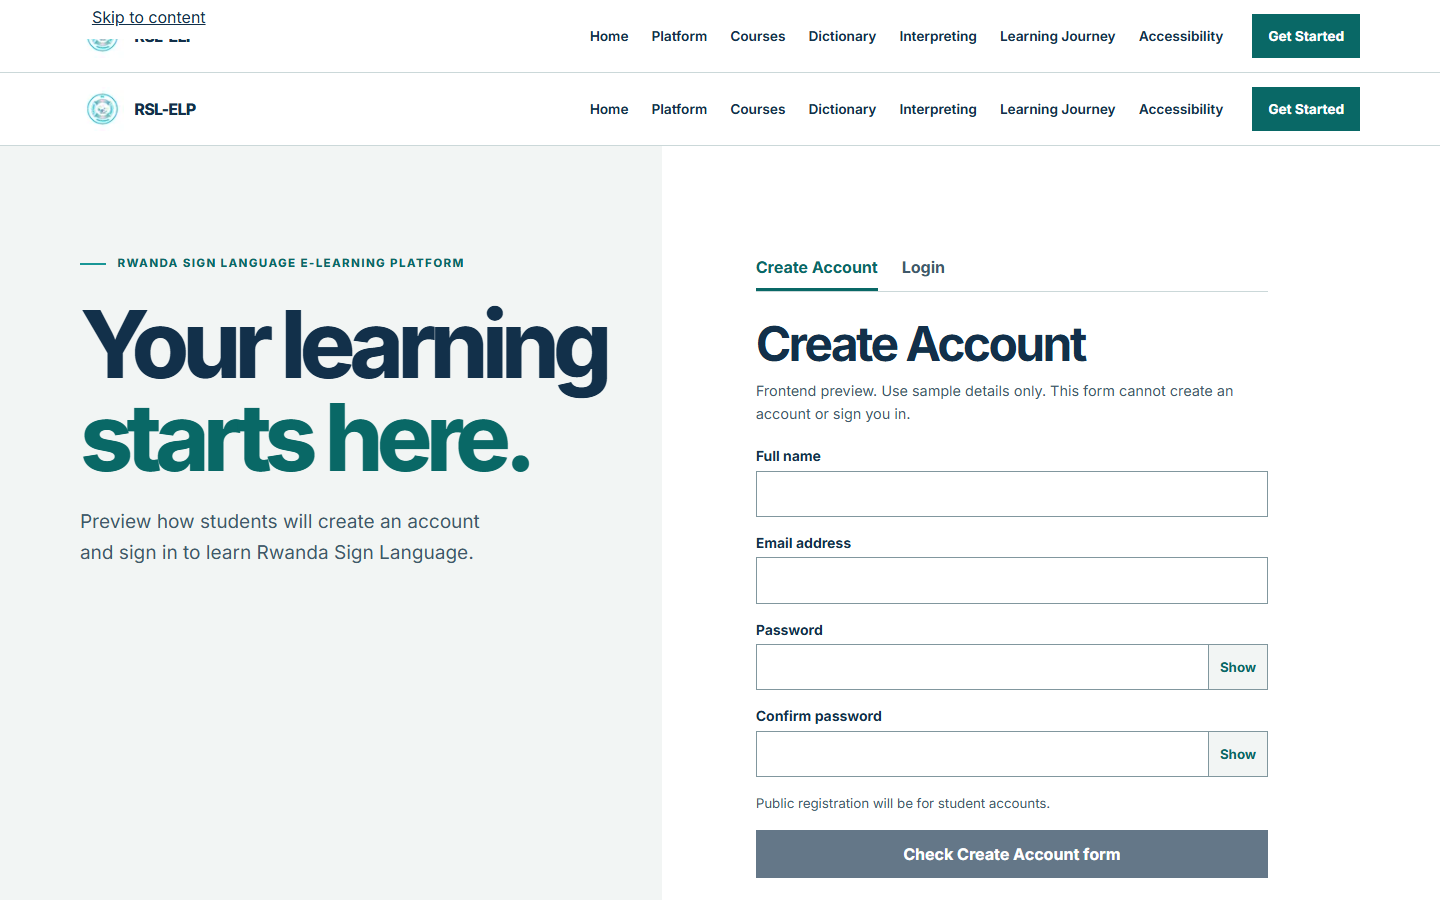 Skip to content
RSL-ELP
Home Platform Courses Dictionary Interpreting Learning Journey Accessibility Get Started
RSL-ELP
Home Platform Courses Dictionary Interpreting Learning Journey Accessibility Get Started
RWANDA SIGN LANGUAGE E-LEARNING PLATFORM
Your learning
starts here.
Preview how students will create an account
and sign in to learn Rwanda Sign Language.
Create Account Login
Create Account
Frontend preview. Use sample details only. This form cannot create an
account or sign you in.
Full name
Email address
Password
Show
Confirm password
Show
Public registration will be for student accounts.
Check Create Account form